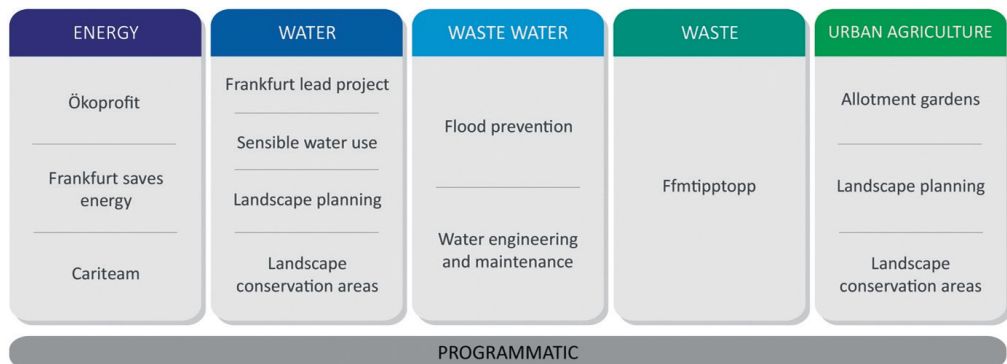 ENERGY
Ökoprofit
Frankfurt saves
energy
Cariteam
WATER
Frankfurt lead project
Sensible water use
Landscape planning
Landscape
conservation areas
WASTE WATER
Flood prevention
Water engineering
and maintenance
WASTE
Ffmtipptopp
URBAN AGRICULTURE
Allotment gardens
Landscape planning
Landscape
conservation areas
PROGRAMMATIC